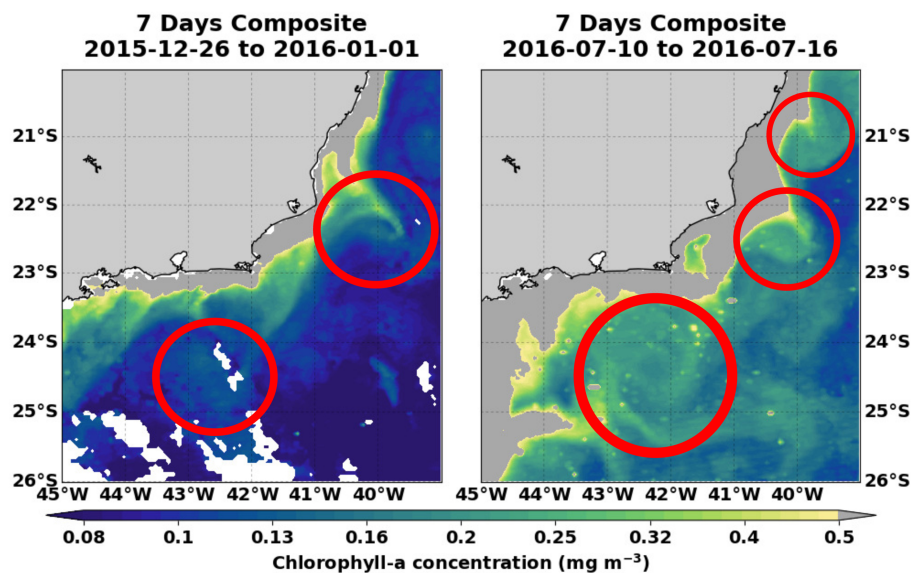 7 Days Composite
2015-12-26 to 2016-01-01
7 Days Composite
2016-07-10 to 2016-07-16
21°S
22°S
23°S
24°S
25°S
26°S
45°W 44°W 43°W 42°W 41°W 40°W
45°W 44°W 43°W 42°W 41°W 40°W
21°S
22°S
23°S
24°S
25°S
26°S
0.08 0.1 0.13 0.16 0.2 0.25 0.32 0.4 0.5
Chlorophyll-a concentration (mg m⁻³)